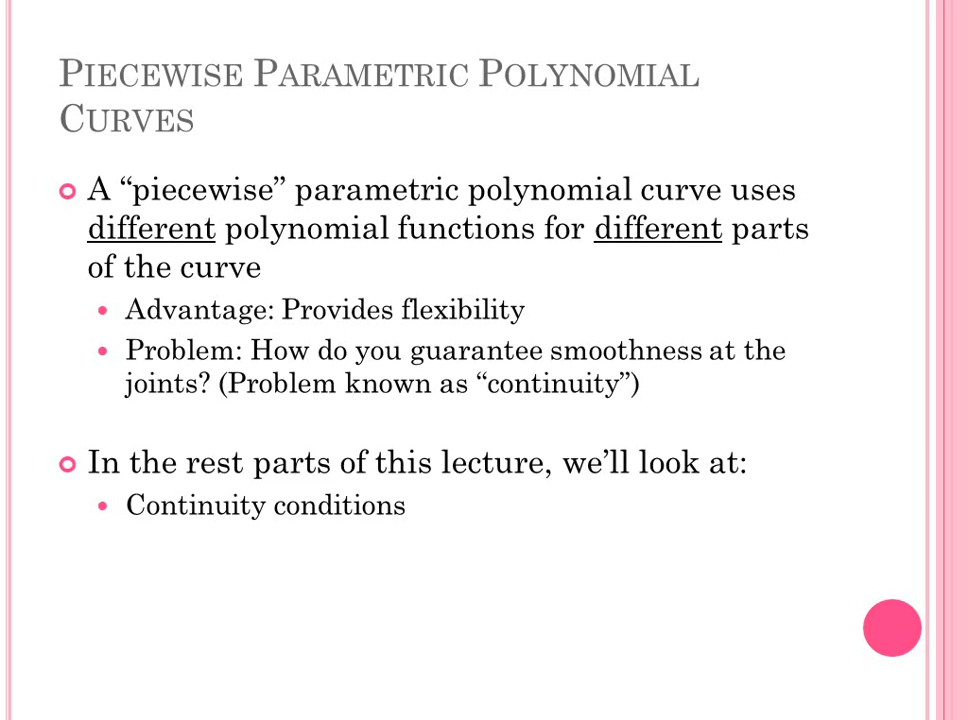 PIECEWISE PARAMETRIC POLYNOMIAL
CURVES
A “piecewise” parametric polynomial curve uses
different polynomial functions for different parts
of the curve
Advantage: Provides flexibility
Problem: How do you guarantee smoothness at the
joints? (Problem known as “continuity”)
In the rest parts of this lecture, we’ll look at:
Continuity conditions